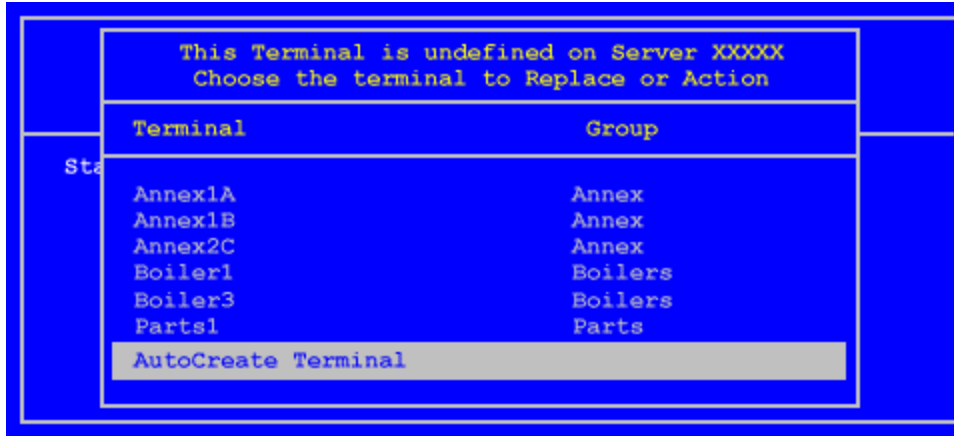 This Terminal is undefined on Server XXXXX
Choose the terminal to Replace or Action
Terminal Group
Sta
Annex1A Annex
Annex1B Annex
Annex2C Annex
Boiler1 Boilers
Boiler3 Boilers
Parts1 Parts
AutoCreate Terminal